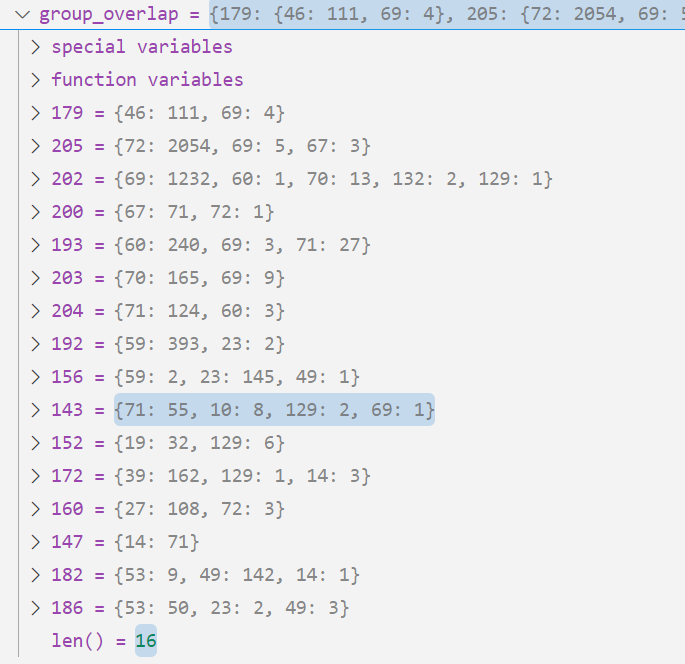 group_overlap = {179: {46: 111, 69: 4}, 205: {72: 2054, 69: 5
special variables
function variables
179 = {46: 111, 69: 4}
205 = {72: 2054, 69: 5, 67: 3}
202 = {69: 1232, 60: 1, 70: 13, 132: 2, 129: 1}
200 = {67: 71, 72: 1}
193 = {60: 240, 69: 3, 71: 27}
203 = {70: 165, 69: 9}
204 = {71: 124, 60: 3}
192 = {59: 393, 23: 2}
156 = {59: 2, 23: 145, 49: 1}
143 = {71: 55, 10: 8, 129: 2, 69: 1}
152 = {19: 32, 129: 6}
172 = {39: 162, 129: 1, 14: 3}
160 = {27: 108, 72: 3}
147 = {14: 71}
182 = {53: 9, 49: 142, 14: 1}
186 = {53: 50, 23: 2, 49: 3}
len() = 16